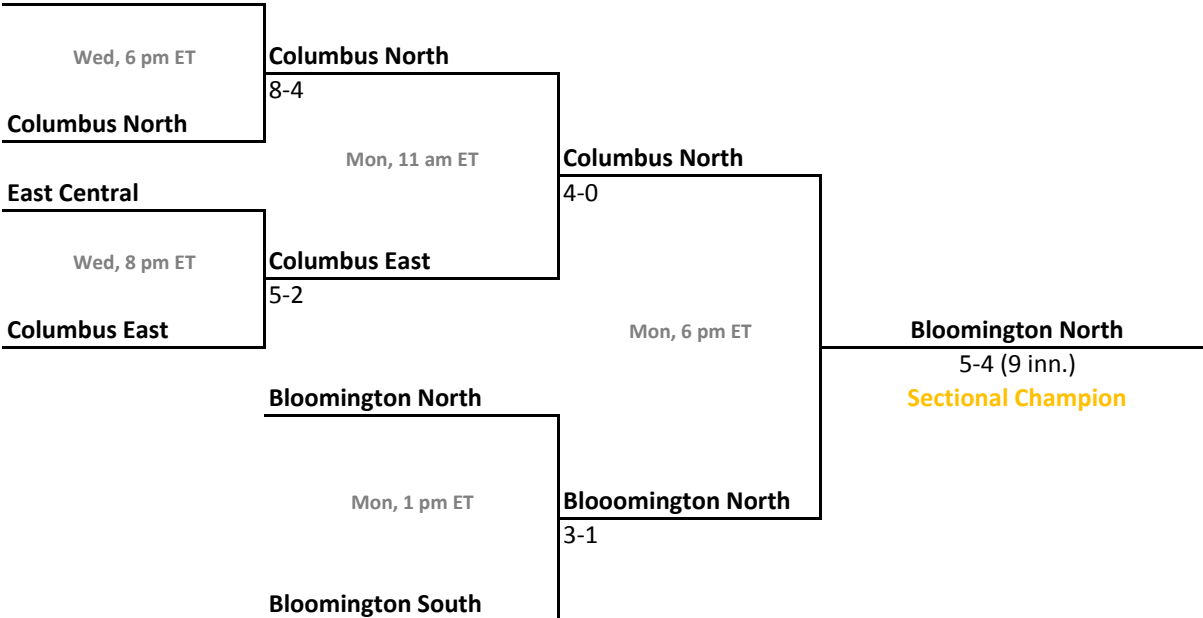 Wed, 6 pm ET
Columbus North
8-4
Columbus North
Mon, 11 am ET
Columbus North
4-0
East Central
Wed, 8 pm ET
Columbus East
5-2
Columbus East
Mon, 6 pm ET
Bloomington North
5-4 (9 inn.)
Sectional Champion
Bloomington North
Mon, 1 pm ET
Blooomington North
3-1
Bloomington South